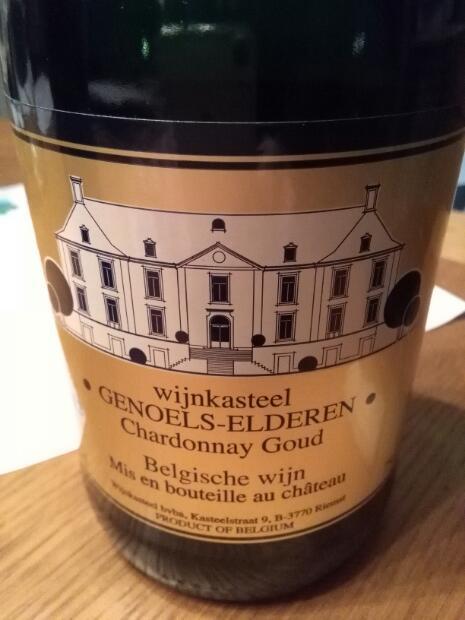 wijnkasteel
• GENOELS-ELDEREN •
Chardonnay Goud
Belgische wijn
Mis en bouteille au château
Wijnkasteel bvba, Kasteelstraat 9, B-3770 Riemst
PRODUCT OF BELGIUM